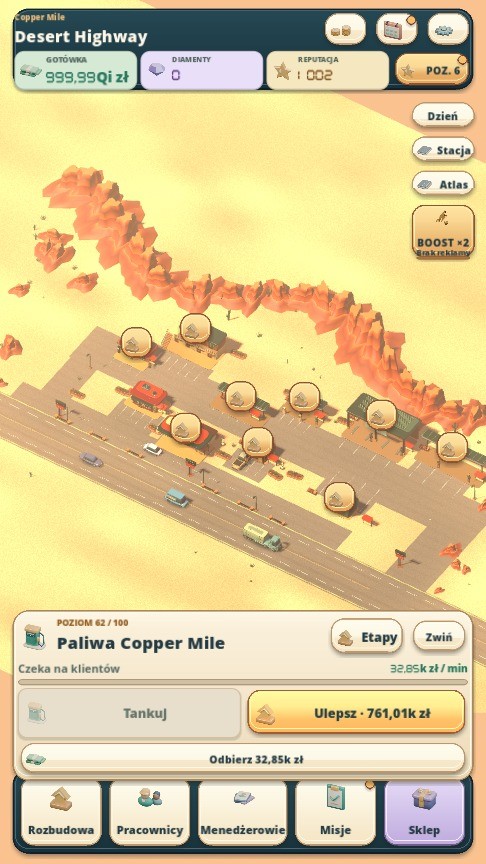 Copper Mile
Desert Highway
GOTÓWKA
999,99Qi zł
DIAMENTY
0
REPUTACJA
1 002
POZ. 6
Dzień
Stacja
Atlas
BOOST ×2
Brak reklamy
POZIOM 62 / 100
Paliwa Copper Mile
Etapy
Zwiń
Czeka na klientów
32,85k zł / min
Tankuj
Ulepsz · 761,01k zł
Odbierz 32,85k zł
Rozbudowa
Pracownicy
Menedżerowie
Misje
Sklep